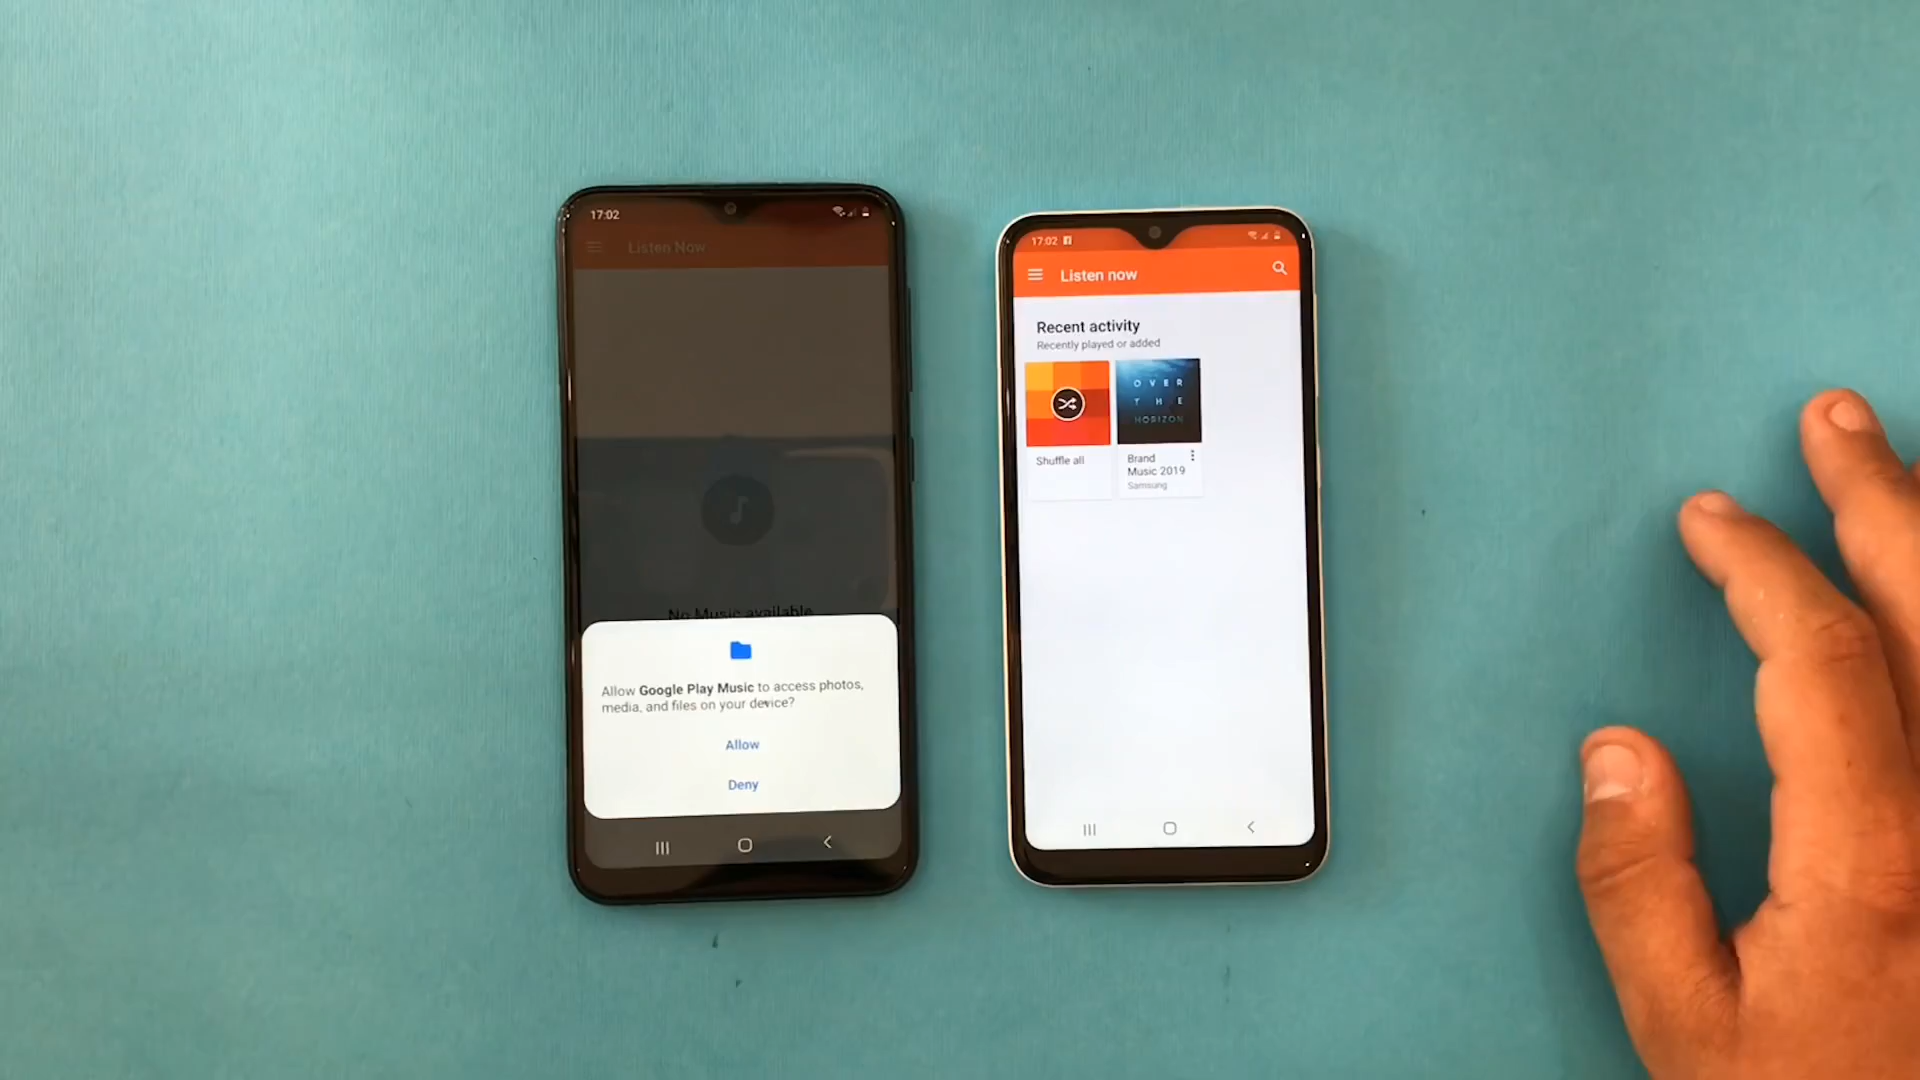 17:02
Listen Now
No Music available
Allow Google Play Music to access photos,
media, and files on your device?
Allow
Deny
17:02
Listen now
Recent activity
Recently played or added
OVER
THE
HORIZON
Shuffle all
Brand
Music 2019
Samsung